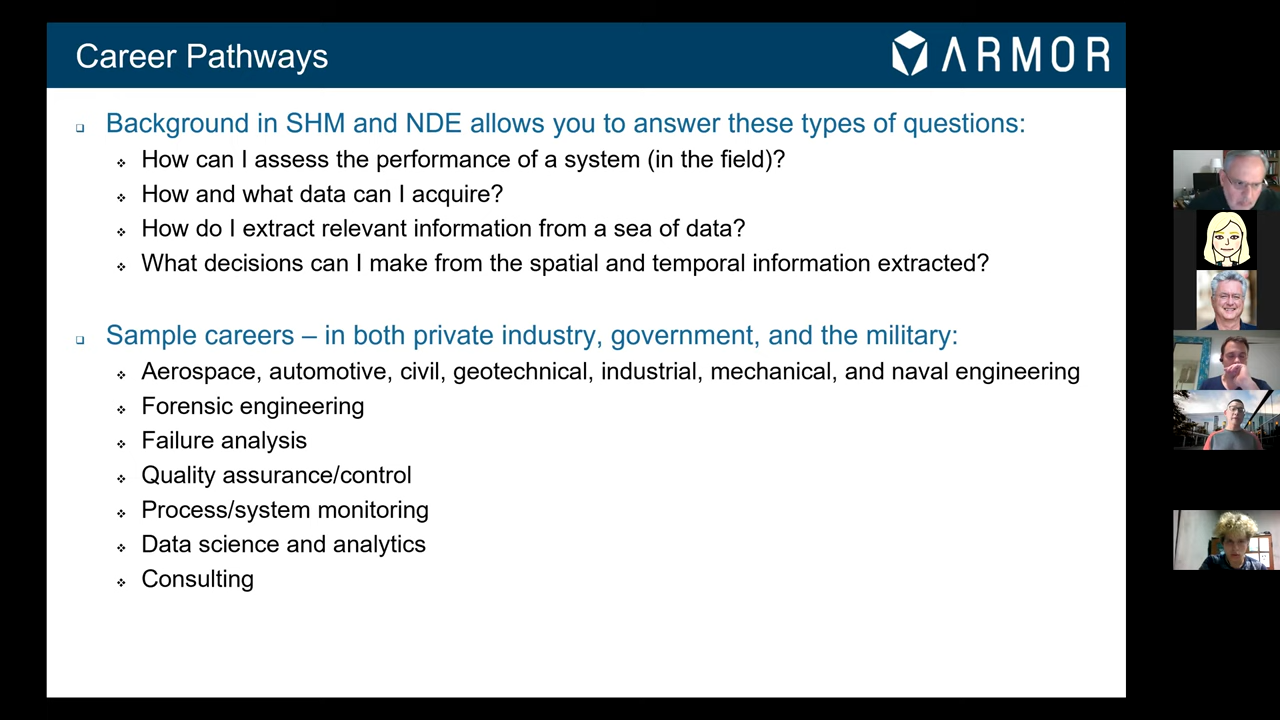 Career Pathways
ARMOR
Background in SHM and NDE allows you to answer these types of questions:
How can I assess the performance of a system (in the field)?
How and what data can I acquire?
How do I extract relevant information from a sea of data?
What decisions can I make from the spatial and temporal information extracted?
Sample careers – in both private industry, government, and the military:
Aerospace, automotive, civil, geotechnical, industrial, mechanical, and naval engineering
Forensic engineering
Failure analysis
Quality assurance/control
Process/system monitoring
Data science and analytics
Consulting